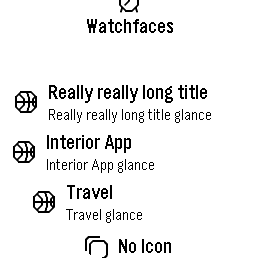 Watchfaces
Really really long title
Really really long title glance
Interior App
Interior App glance
Travel
Travel glance
No Icon